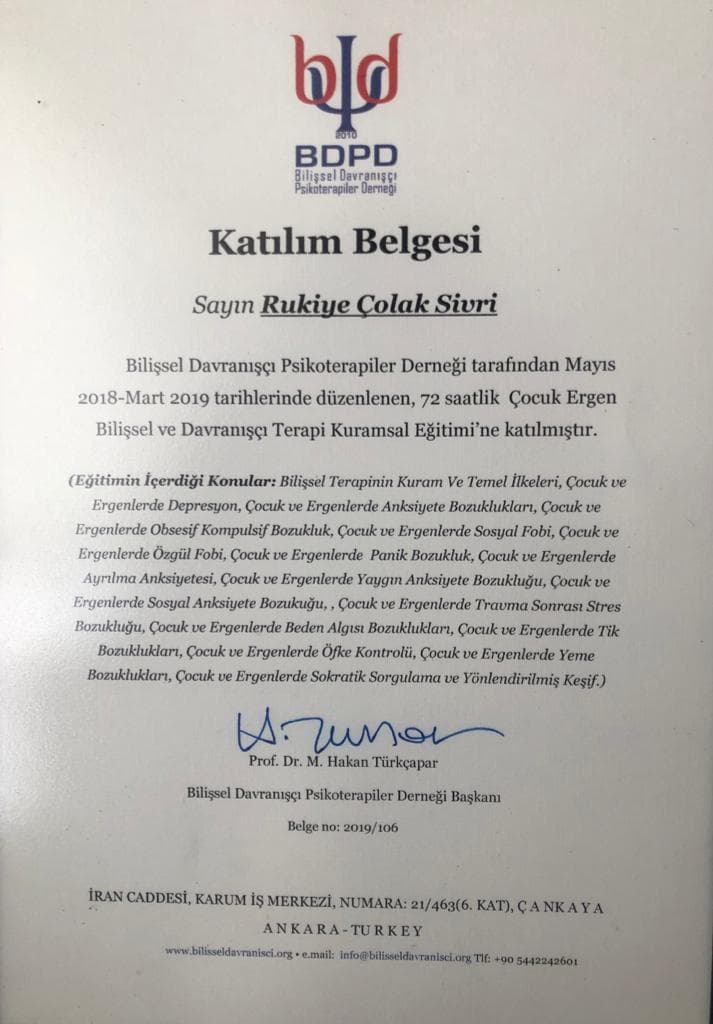 bψd
2010
BDPD
Bilişsel Davranışçı
Psikoterapiler Derneği
Katılım Belgesi
Sayın Rukiye Çolak Sivri
Bilişsel Davranışçı Psikoterapiler Derneği tarafından Mayıs
2018-Mart 2019 tarihlerinde düzenlenen, 72 saatlik Çocuk Ergen
Bilişsel ve Davranışçı Terapi Kuramsal Eğitimi'ne katılmıştır.
(Eğitimin İçerdiği Konular: Bilişsel Terapinin Kuram Ve Temel İlkeleri, Çocuk ve
Ergenlerde Depresyon, Çocuk ve Ergenlerde Anksiyete Bozuklukları, Çocuk ve
Ergenlerde Obsesif Kompulsif Bozukluk, Çocuk ve Ergenlerde Sosyal Fobi, Çocuk ve
Ergenlerde Özgül Fobi, Çocuk ve Ergenlerde Panik Bozukluk, Çocuk ve Ergenlerde
Ayrılma Anksiyetesi, Çocuk ve Ergenlerde Yaygın Anksiyete Bozukluğu, Çocuk ve
Ergenlerde Sosyal Anksiyete Bozukuğu, , Çocuk ve Ergenlerde Travma Sonrası Stres
Bozukluğu, Çocuk ve Ergenlerde Beden Algısı Bozuklukları, Çocuk ve Ergenlerde Tik
Bozuklukları, Çocuk ve Ergenlerde Öfke Kontrolü, Çocuk ve Ergenlerde Yeme
Bozuklukları, Çocuk ve Ergenlerde Sokratik Sorgulama ve Yönlendirilmiş Keşif.)
Prof. Dr. M. Hakan Türkçapar
Bilişsel Davranışçı Psikoterapiler Derneği Başkanı
Belge no: 2019/106
İRAN CADDESİ, KARUM İŞ MERKEZİ, NUMARA: 21/463(6. KAT), Ç A N K A Y A
A N K A R A - T U R K E Y
www.bilisseldavranisci.org • e.mail: info@bilisseldavranisci.org Tlf: +90 5442242601